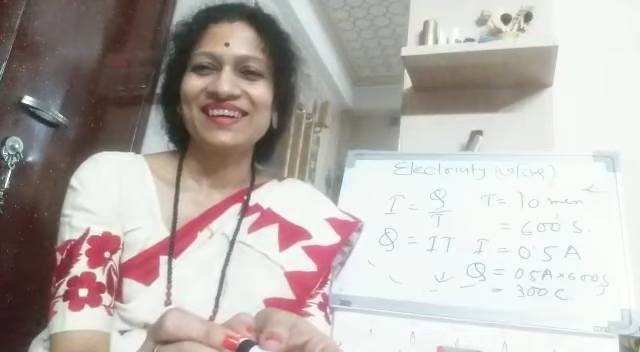 Electricity
I = Q/T T = 10 min
= 600 S.
Q = IT I = 0.5 A
Q = 0.5A × 600s
= 300 C